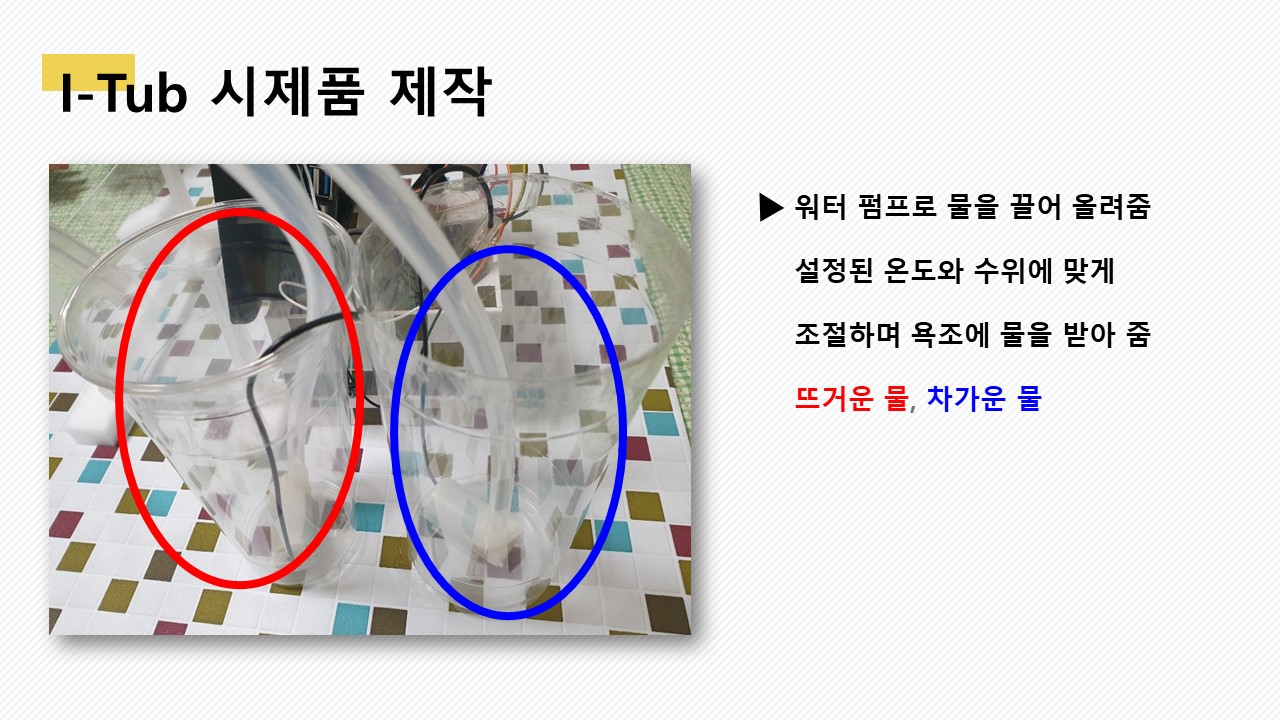 I-Tub 시제품 제작
▶ 워터 펌프로 물을 끌어 올려줌
설정된 온도와 수위에 맞게
조절하며 욕조에 물을 받아 줌
뜨거운 물, 차가운 물